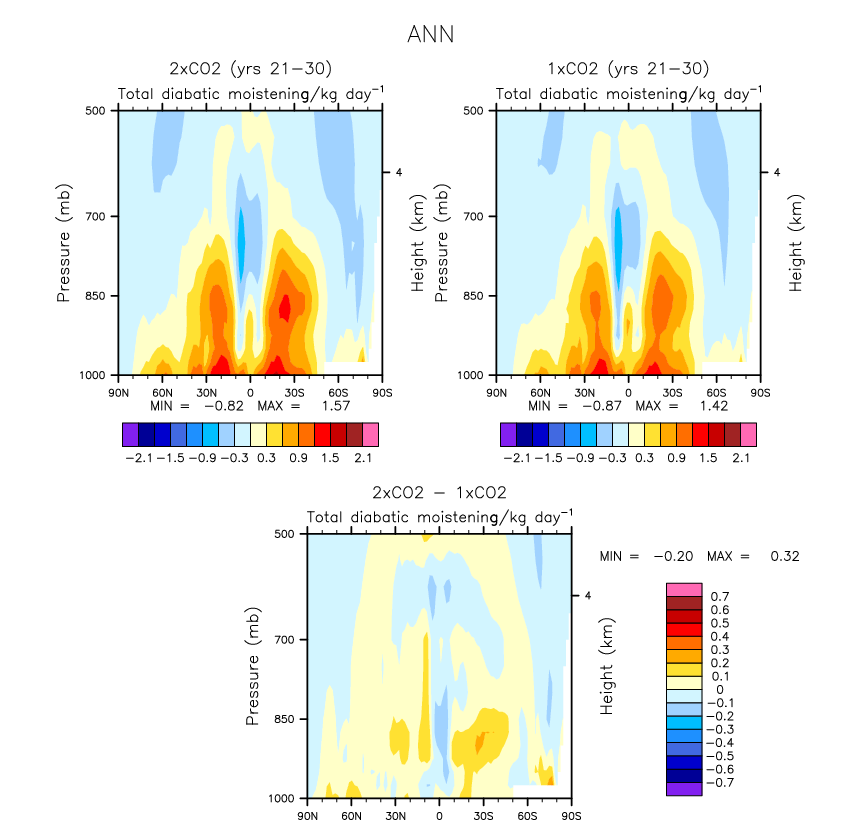 ANN
2xCO2 (yrs 21−30)
Total diabatic moistening/kg day−1
500
700
850
1000
Pressure (mb)
4
Height (km)
90N 60N 30N 0 30S 60S 90S
MIN = −0.82 MAX = 1.57
−2.1 −1.5 −0.9 −0.3 0.3 0.9 1.5 2.1
1xCO2 (yrs 21−30)
Total diabatic moistening/kg day−1
500
700
850
1000
Pressure (mb)
4
Height (km)
90N 60N 30N 0 30S 60S 90S
MIN = −0.87 MAX = 1.42
−2.1 −1.5 −0.9 −0.3 0.3 0.9 1.5 2.1
2xCO2 − 1xCO2
Total diabatic moistening/kg day−1
500
700
850
1000
Pressure (mb)
4
Height (km)
90N 60N 30N 0 30S 60S 90S
MIN = −0.20 MAX = 0.32
0.7
0.6
0.5
0.4
0.3
0.2
0.1
0
−0.1
−0.2
−0.3
−0.4
−0.5
−0.6
−0.7